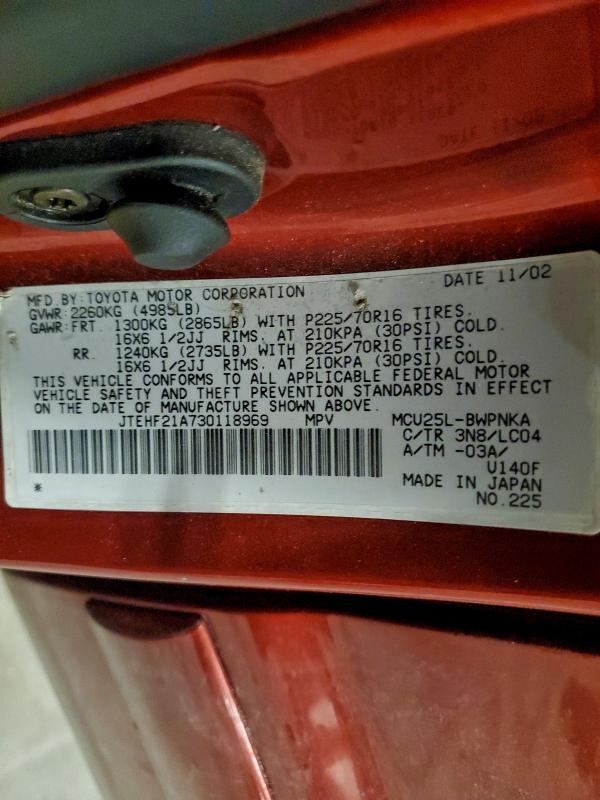 DATE 11/02
MFD BY:TOYOTA MOTOR CORPORATION
GVWR:2260KG (4985LB)
GAWR:FRT. 1300KG (2865LB) WITH P225/70R16 TIRES.
16X6 1/2JJ RIMS. AT 210KPA (30PSI) COLD.
RR. 1240KG (2735LB) WITH P225/70R16 TIRES.
16X6 1/2JJ RIMS. AT 210KPA (30PSI) COLD.
THIS VEHICLE CONFORMS TO ALL APPLICABLE FEDERAL MOTOR
VEHICLE SAFETY AND THEFT PREVENTION STANDARDS IN EFFECT
ON THE DATE OF MANUFACTURE SHOWN ABOVE.
JTEHF21A730118969 MPV MCU25L-BWPNKA
C/TR 3N8/LC04
A/TM -03A/
U140F
MADE IN JAPAN
* NO.225